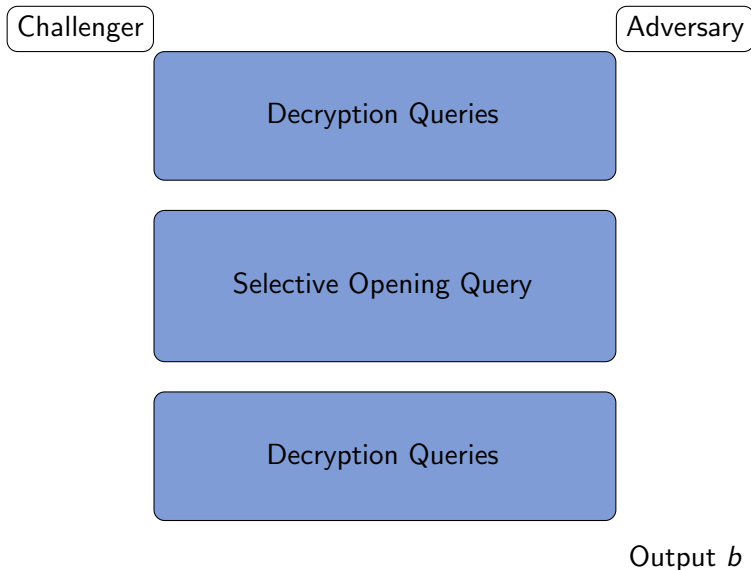 Challenger
Adversary
Decryption Queries
Selective Opening Query
Decryption Queries
Output b